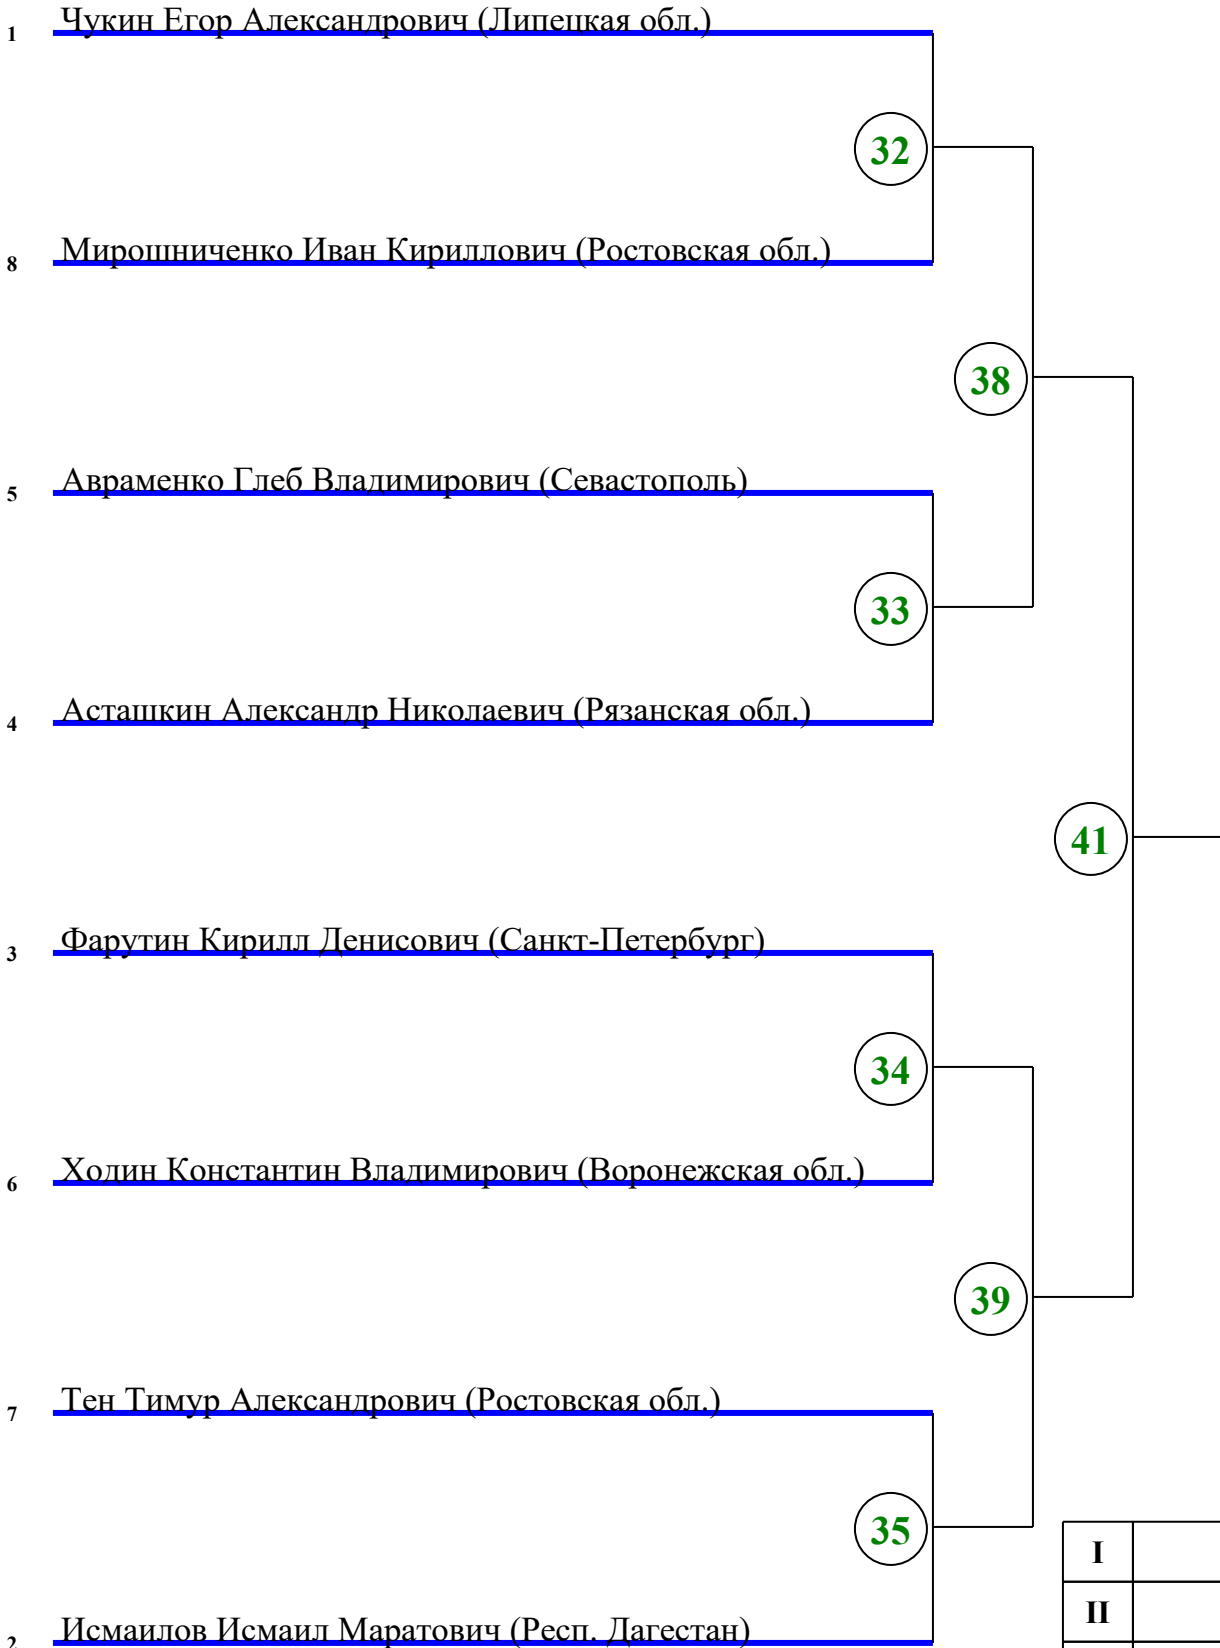 1 Чукин Егор Александрович (Липецкая обл.)
32
8 Мирошниченко Иван Кириллович (Ростовская обл.)
38
5 Авраменко Глеб Владимирович (Севастополь)
33
4 Асташкин Александр Николаевич (Рязанская обл.)
41
3 Фарутин Кирилл Денисович (Санкт-Петербург)
34
6 Ходин Константин Владимирович (Воронежская обл.)
39
7 Тен Тимур Александрович (Ростовская обл.)
35
I
II
2 Исмаилов Исмаил Маратович (Респ. Дагестан)